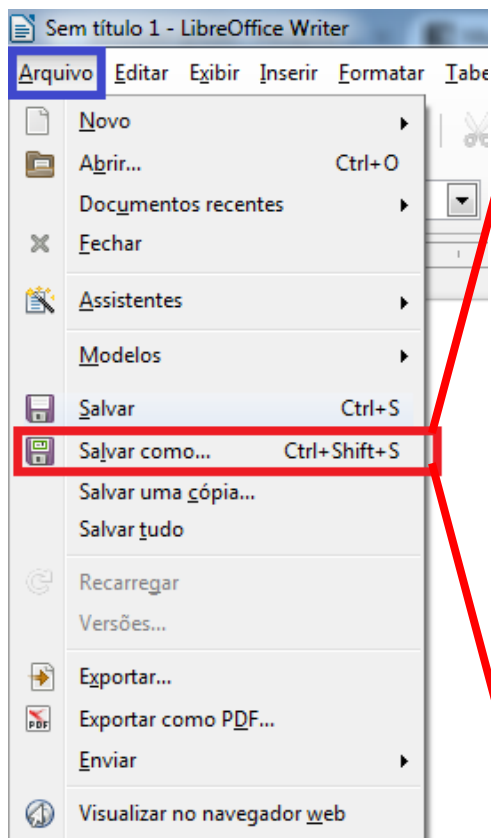 Sem título 1 - LibreOffice Writer
Arquivo Editar Exibir Inserir Formatar Tabe
Novo
Abrir... Ctrl+O
Documentos recentes
Fechar
Assistentes
Modelos
Salvar Ctrl+S
Salvar como... Ctrl+Shift+S
Salvar uma cópia...
Salvar tudo
Recarregar
Versões...
Exportar...
PDF Exportar como PDF...
Enviar
Visualizar no navegador web